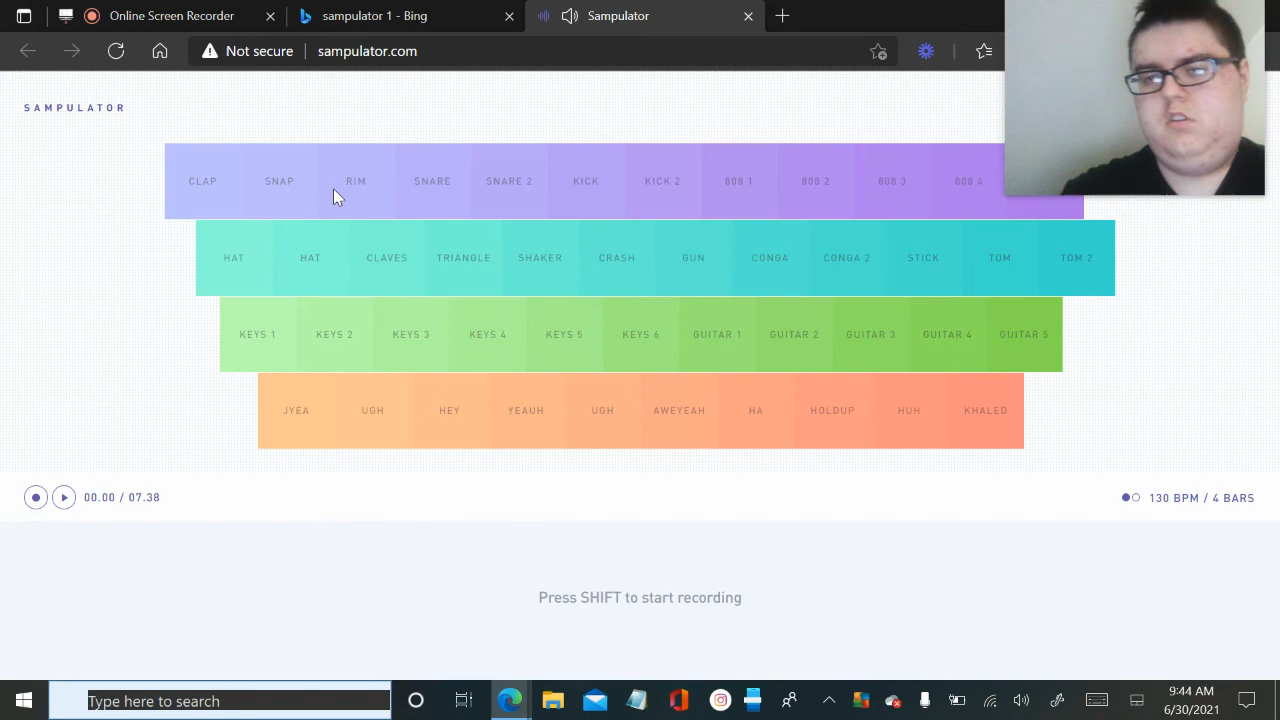 Online Screen Recorder
sampulator 1 - Bing
Sampulator
Not secure
sampulator.com
SAMPULATOR
CLAP SNAP RIM SNARE SNARE 2 KICK KICK 2 808 1 808 2 808 3 808 4
HAT HAT CLAVES TRIANGLE SHAKER CRASH GUN CONGA CONGA 2 STICK TOM TOM 2
KEYS 1 KEYS 2 KEYS 3 KEYS 4 KEYS 5 KEYS 6 GUITAR 1 GUITAR 2 GUITAR 3 GUITAR 4 GUITAR 5
JYEA UGH HEY YEAUH UGH AWEYEAH HA HOLDUP HUH KHALED
00.00 / 07.38
130 BPM / 4 BARS
Press SHIFT to start recording
Type here to search
9:44 AM
6/30/2021